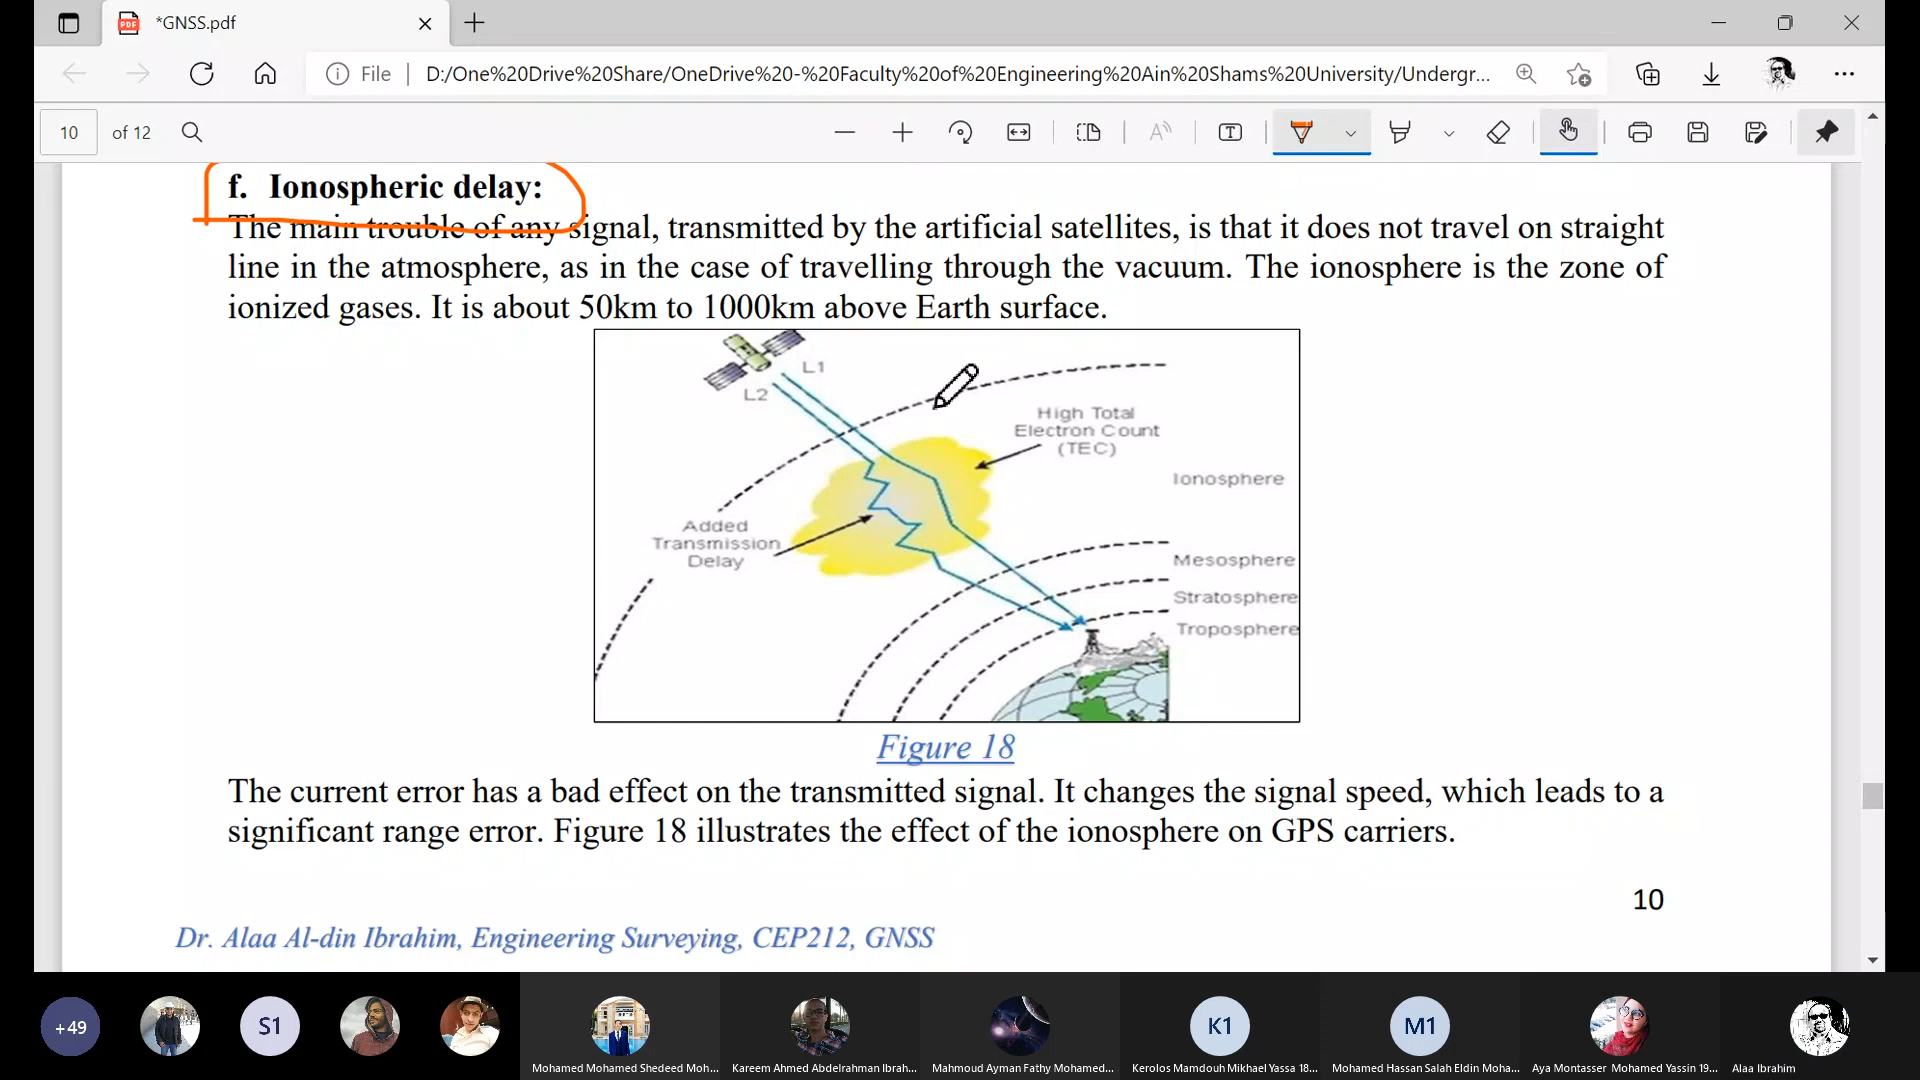 *GNSS.pdf
File
D:/One%20Drive%20Share/OneDrive%20-%20Faculty%20of%20Engineering%20Ain%20Shams%20University/Undergr...
10 of 12
f. Ionospheric delay:
The main trouble of any signal, transmitted by the artificial satellites, is that it does not travel on straight
line in the atmosphere, as in the case of travelling through the vacuum. The ionosphere is the zone of
ionized gases. It is about 50km to 1000km above Earth surface.
L1
L2
High Total
Electron Count
(TEC)
Ionosphere
Added
Transmission
Delay
Mesosphere
Stratosphere
Troposphere
Figure 18
The current error has a bad effect on the transmitted signal. It changes the signal speed, which leads to a
significant range error. Figure 18 illustrates the effect of the ionosphere on GPS carriers.
10
Dr. Alaa Al-din Ibrahim, Engineering Surveying, CEP212, GNSS
+49
S1
K1
M1
Mohamed Mohamed Shedeed Moh...
Kareem Ahmed Abdelrahman Ibrah...
Mahmoud Ayman Fathy Mohamed...
Kerolos Mamdouh Mikhael Yassa 18...
Mohamed Hassan Salah Eldin Moha...
Aya Montasser Mohamed Yassin 19...
Alaa Ibrahim